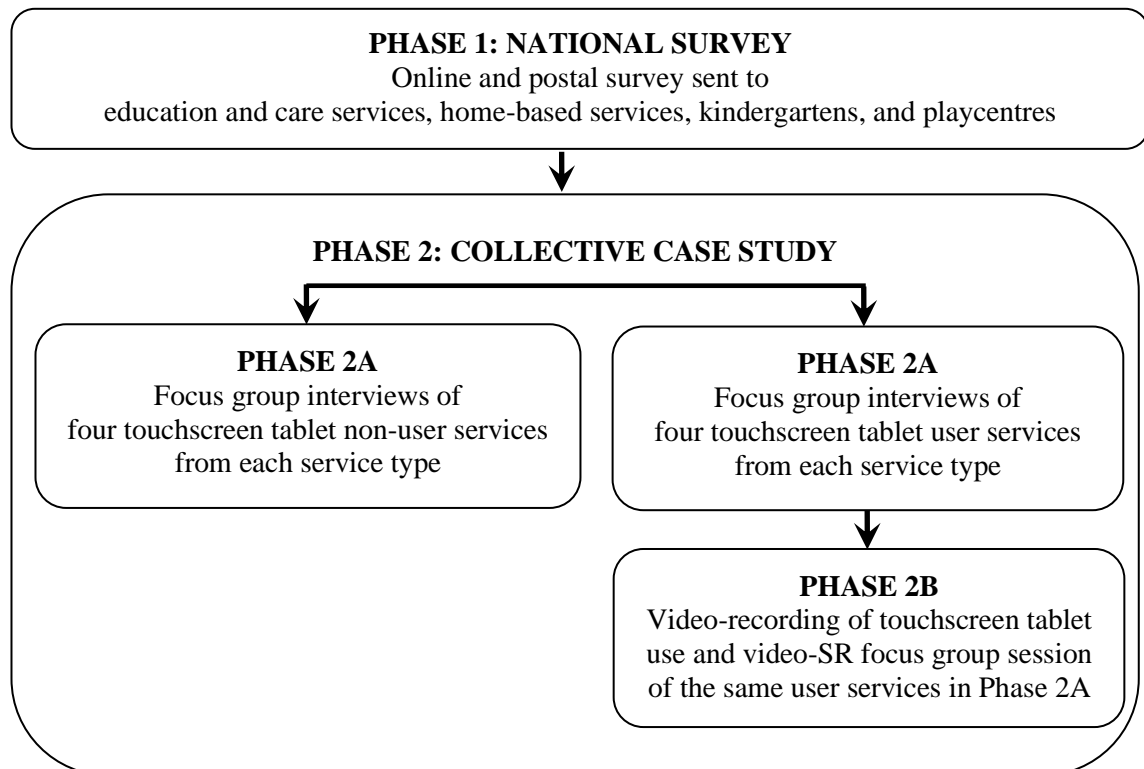 PHASE 1: NATIONAL SURVEY
Online and postal survey sent to
education and care services, home-based services, kindergartens, and playcentres
PHASE 2: COLLECTIVE CASE STUDY
PHASE 2A
Focus group interviews of
four touchscreen tablet non-user services
from each service type
PHASE 2A
Focus group interviews of
four touchscreen tablet user services
from each service type
PHASE 2B
Video-recording of touchscreen tablet
use and video-SR focus group session
of the same user services in Phase 2A